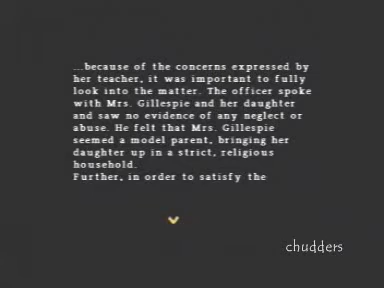 ...because of the concerns expressed by
her teacher, it was important to fully
look into the matter. The officer spoke
with Mrs. Gillespie and her daughter
and saw no evidence of any neglect or
abuse. He felt that Mrs. Gillespie
seemed a model parent, bringing her
daughter up in a strict, religious
household.
Further, in order to satisfy the
chudders